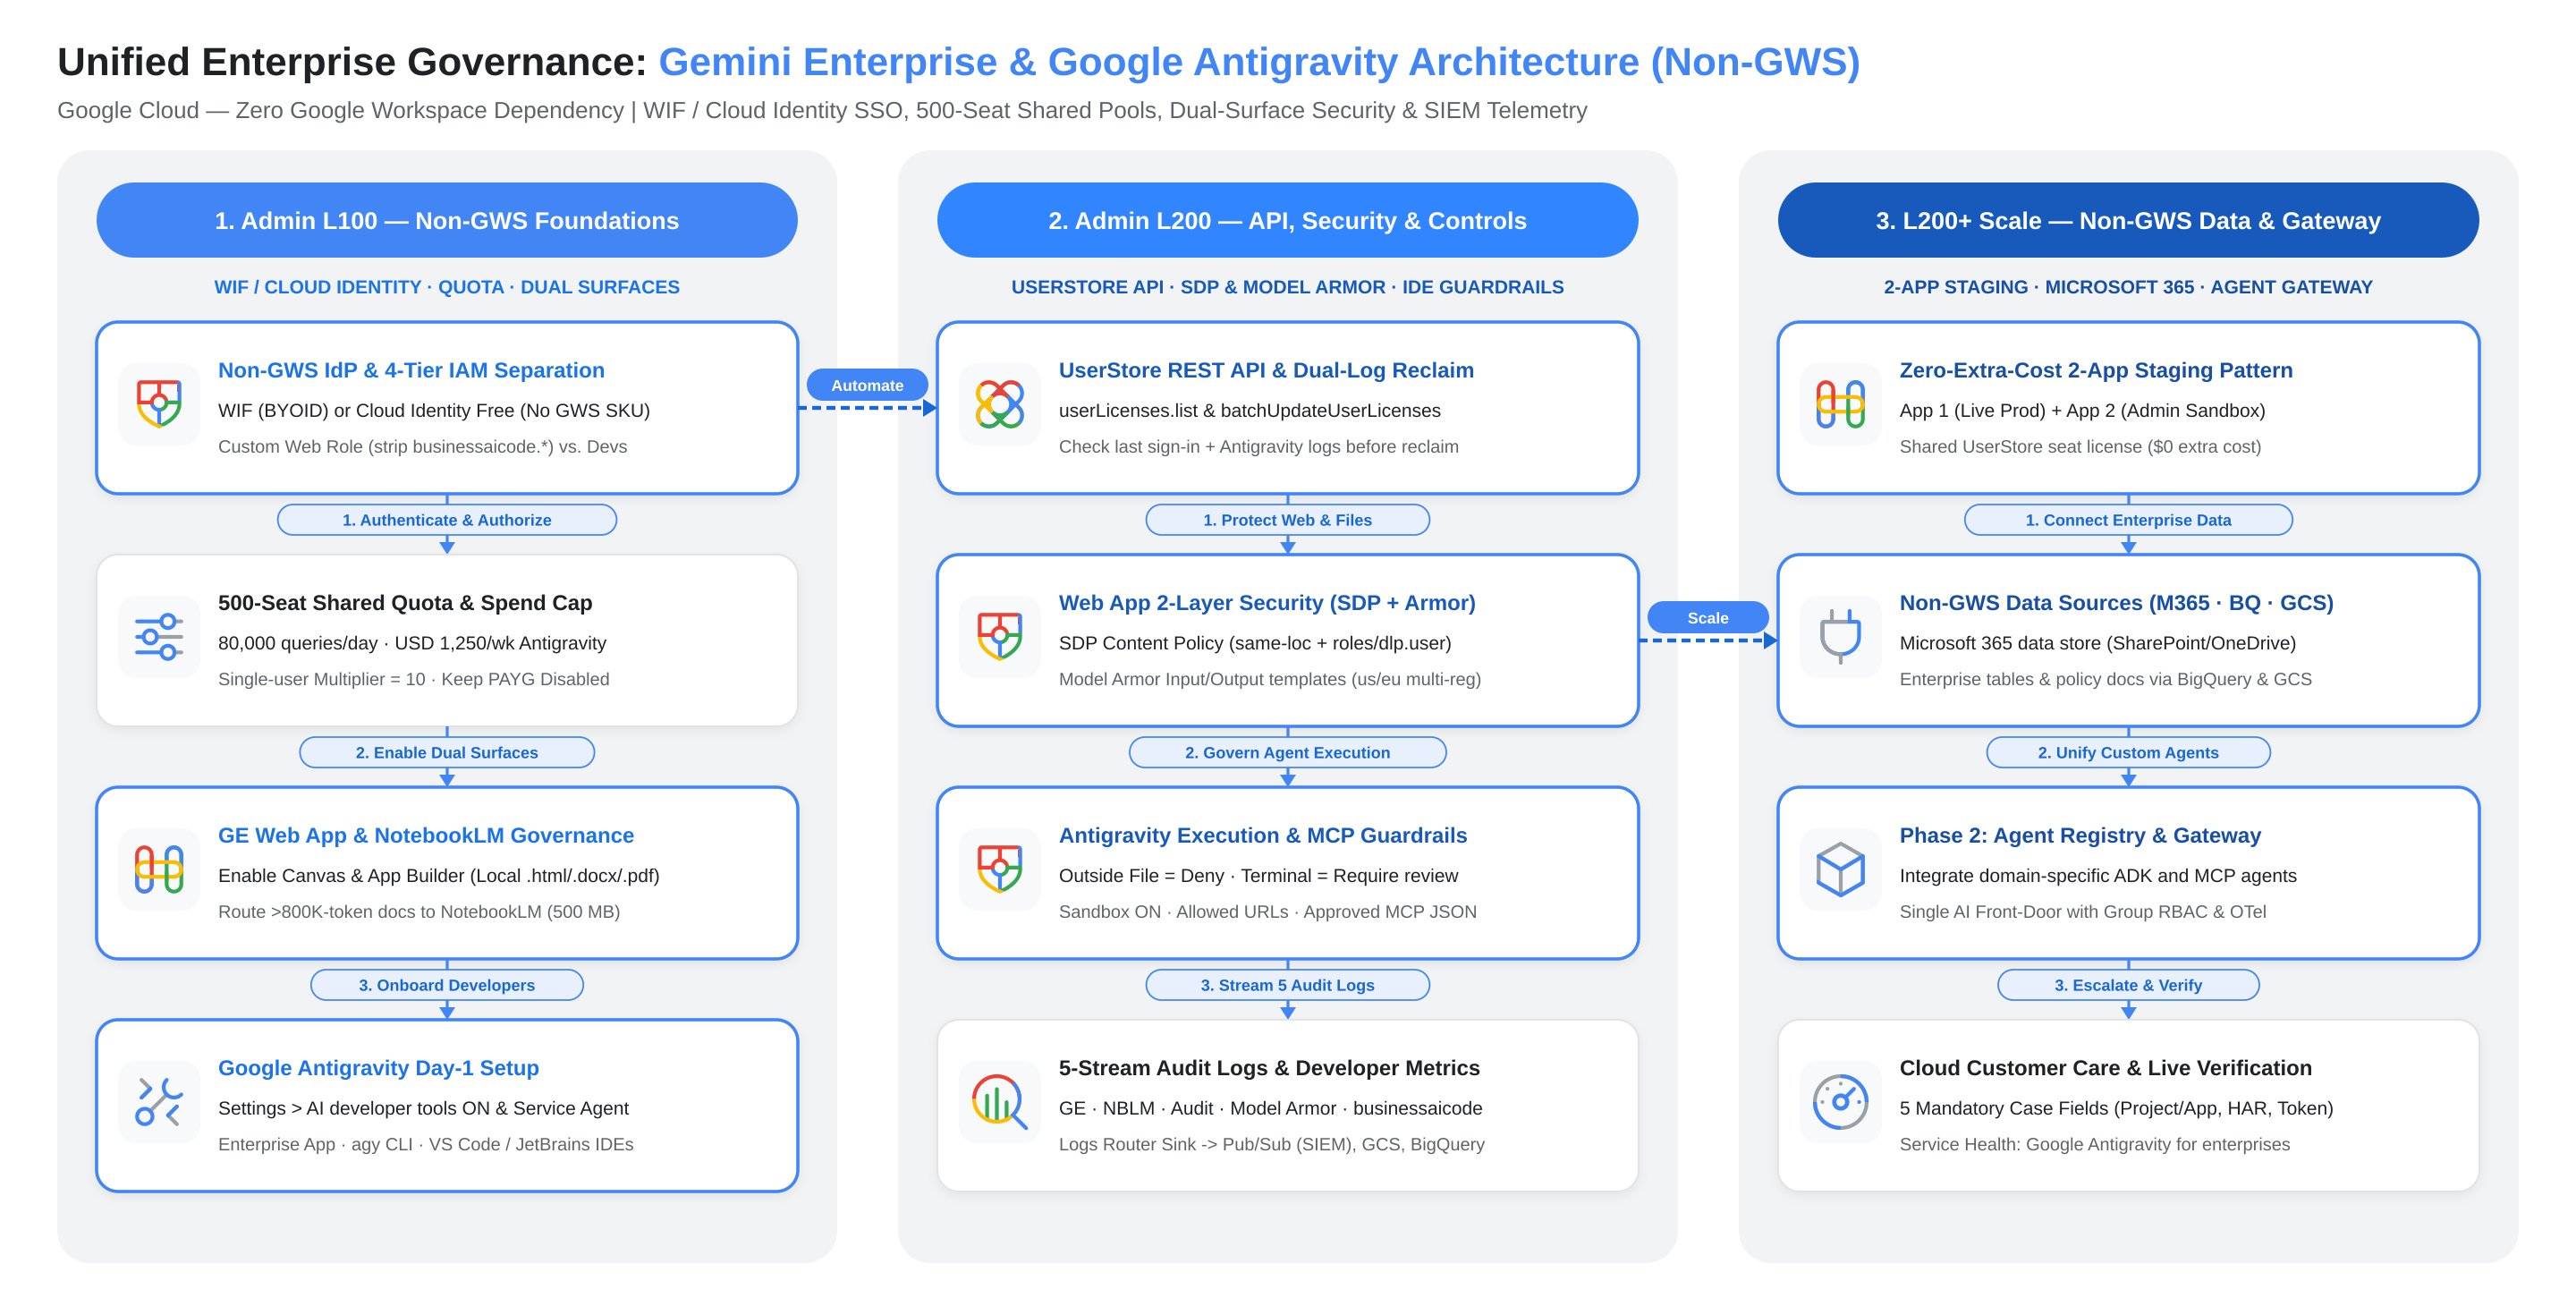 Unified Enterprise Governance: Gemini Enterprise & Google Antigravity Architecture (Non-GWS)
Google Cloud — Zero Google Workspace Dependency | WIF / Cloud Identity SSO, 500-Seat Shared Pools, Dual-Surface Security & SIEM Telemetry
1. Admin L100 — Non-GWS Foundations
WIF / CLOUD IDENTITY · QUOTA · DUAL SURFACES
Non-GWS IdP & 4-Tier IAM Separation
WIF (BYOID) or Cloud Identity Free (No GWS SKU)
Custom Web Role (strip businessaicode.*) vs. Devs
1. Authenticate & Authorize
500-Seat Shared Quota & Spend Cap
80,000 queries/day · USD 1,250/wk Antigravity
Single-user Multiplier = 10 · Keep PAYG Disabled
2. Enable Dual Surfaces
GE Web App & NotebookLM Governance
Enable Canvas & App Builder (Local .html/.docx/.pdf)
Route >800K-token docs to NotebookLM (500 MB)
3. Onboard Developers
Google Antigravity Day-1 Setup
Settings > AI developer tools ON & Service Agent
Enterprise App · agy CLI · VS Code / JetBrains IDEs
Automate
2. Admin L200 — API, Security & Controls
USERSTORE API · SDP & MODEL ARMOR · IDE GUARDRAILS
UserStore REST API & Dual-Log Reclaim
userLicenses.list & batchUpdateUserLicenses
Check last sign-in + Antigravity logs before reclaim
1. Protect Web & Files
Web App 2-Layer Security (SDP + Armor)
SDP Content Policy (same-loc + roles/dlp.user)
Model Armor Input/Output templates (us/eu multi-reg)
2. Govern Agent Execution
Antigravity Execution & MCP Guardrails
Outside File = Deny · Terminal = Require review
Sandbox ON · Allowed URLs · Approved MCP JSON
3. Stream 5 Audit Logs
5-Stream Audit Logs & Developer Metrics
GE · NBLM · Audit · Model Armor · businessaicode
Logs Router Sink -> Pub/Sub (SIEM), GCS, BigQuery
Scale
3. L200+ Scale — Non-GWS Data & Gateway
2-APP STAGING · MICROSOFT 365 · AGENT GATEWAY
Zero-Extra-Cost 2-App Staging Pattern
App 1 (Live Prod) + App 2 (Admin Sandbox)
Shared UserStore seat license ($0 extra cost)
1. Connect Enterprise Data
Non-GWS Data Sources (M365 · BQ · GCS)
Microsoft 365 data store (SharePoint/OneDrive)
Enterprise tables & policy docs via BigQuery & GCS
2. Unify Custom Agents
Phase 2: Agent Registry & Gateway
Integrate domain-specific ADK and MCP agents
Single AI Front-Door with Group RBAC & OTel
3. Escalate & Verify
Cloud Customer Care & Live Verification
5 Mandatory Case Fields (Project/App, HAR, Token)
Service Health: Google Antigravity for enterprises